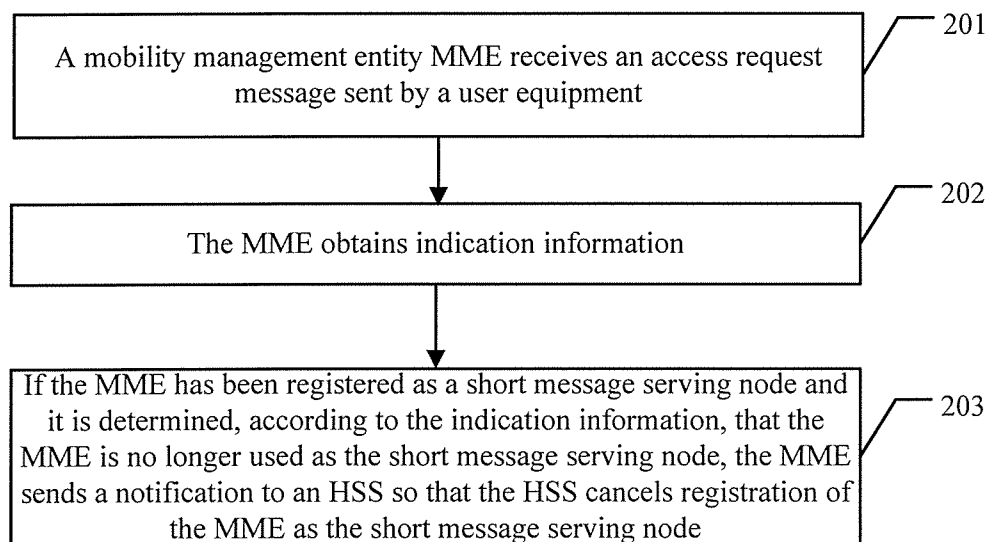 A mobility management entity MME receives an access request
message sent by a user equipment
201
The MME obtains indication information
202
If the MME has been registered as a short message serving node and
it is determined, according to the indication information, that the
MME is no longer used as the short message serving node, the MME
sends a notification to an HSS so that the HSS cancels registration of
the MME as the short message serving node
203